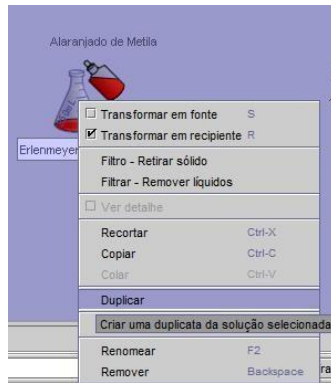 Alaranjado de Metila
Erlenmeyer
Transformar em fonte S
Transformar em recipiente R
Filtro - Retirar sólido
Filtrar - Remover líquidos
Ver detalhe
Recortar Ctrl-X
Copiar Ctrl-C
Colar Ctrl-V
Duplicar
Criar uma duplicata da solução selecionada
Renomear F2
Remover Backspace